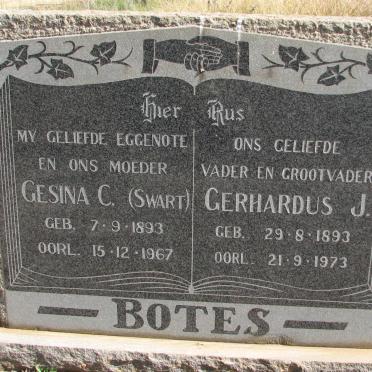 Hier Rus
MY GELIEFDE EGGENOTE
EN ONS MOEDER
GESINA C. (SWART)
GEB. 7-9-1893
OORL. 15-12-1967
ONS GELIEFDE
VADER EN GROOTVADER
GERHARDUS J.
GEB. 29-8-1893
OORL. 21-9-1973
BOTES